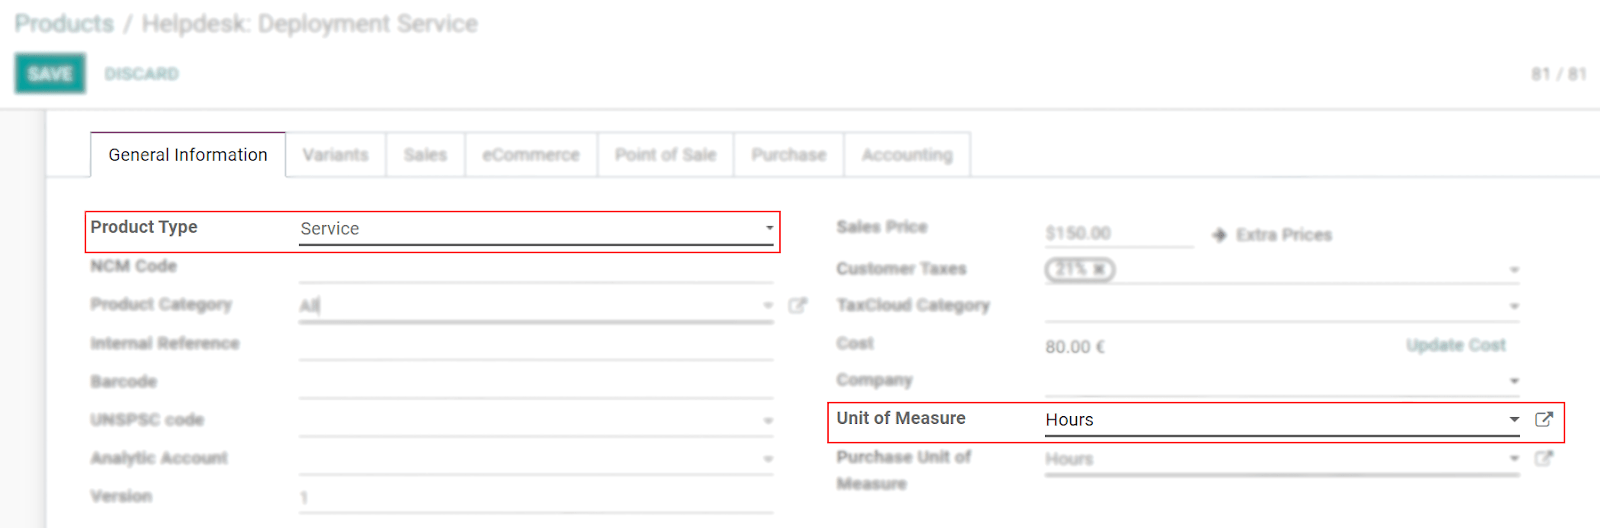 Products / Helpdesk: Deployment Service
SAVE DISCARD 81 / 81
General Information Variants Sales eCommerce Point of Sale Purchase Accounting
Product Type Service
Sales Price $150.00 Extra Prices
NCM Code
Customer Taxes 21% ✖
Product Category All
TaxCloud Category
Internal Reference
Cost 80.00 € Update Cost
Barcode
Company
UNSPSC code
Unit of Measure Hours
Analytic Account
Purchase Unit of Measure Hours
Version 1